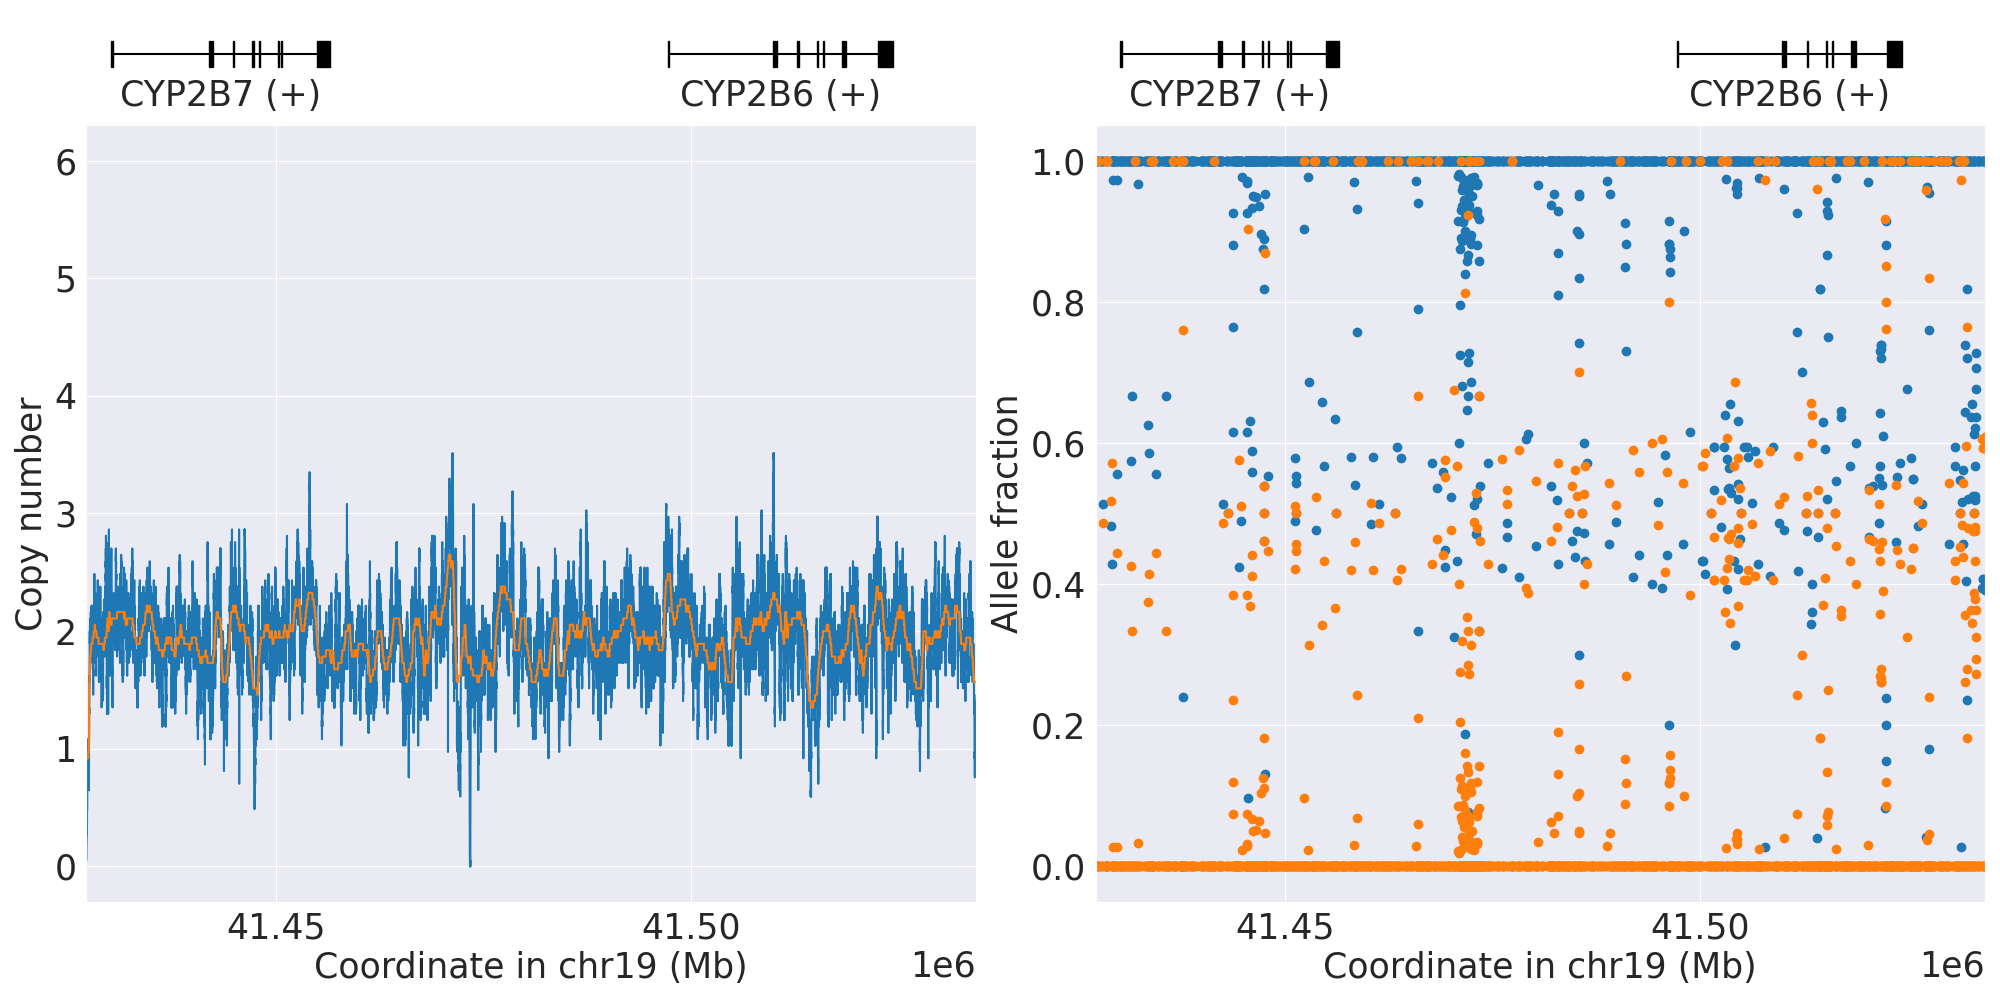 CYP2B7 (+) CYP2B6 (+)
Copy number
6
5
4
3
2
1
0
41.45 41.50
Coordinate in chr19 (Mb)
1e6
CYP2B7 (+) CYP2B6 (+)
Allele fraction
1.0
0.8
0.6
0.4
0.2
0.0
41.45 41.50
Coordinate in chr19 (Mb)
1e6